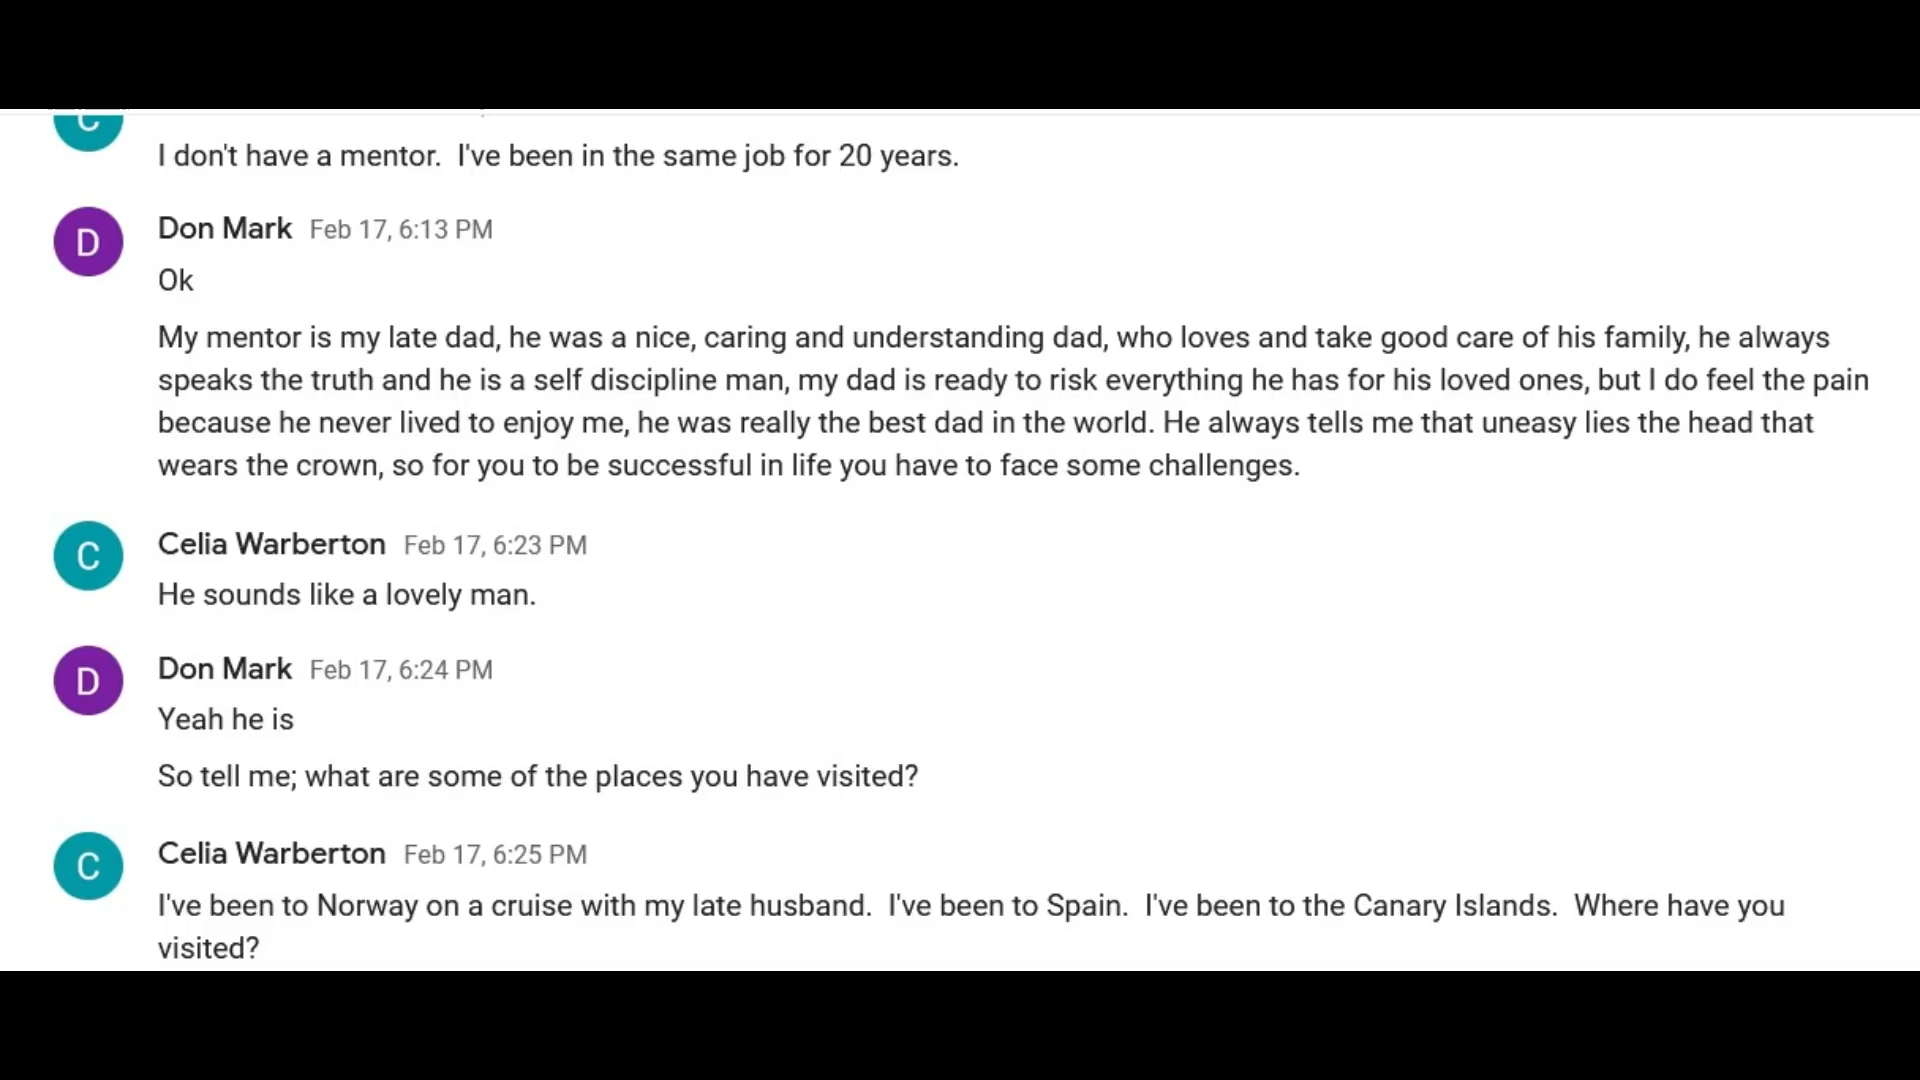 C
I don't have a mentor.  I've been in the same job for 20 years.
D
Don Mark Feb 17, 6:13 PM
Ok
My mentor is my late dad, he was a nice, caring and understanding dad, who loves and take good care of his family, he always
speaks the truth and he is a self discipline man, my dad is ready to risk everything he has for his loved ones, but I do feel the pain
because he never lived to enjoy me, he was really the best dad in the world. He always tells me that uneasy lies the head that
wears the crown, so for you to be successful in life you have to face some challenges.
C
Celia Warberton Feb 17, 6:23 PM
He sounds like a lovely man.
D
Don Mark Feb 17, 6:24 PM
Yeah he is
So tell me; what are some of the places you have visited?
C
Celia Warberton Feb 17, 6:25 PM
I've been to Norway on a cruise with my late husband.  I've been to Spain.  I've been to the Canary Islands.  Where have you
visited?